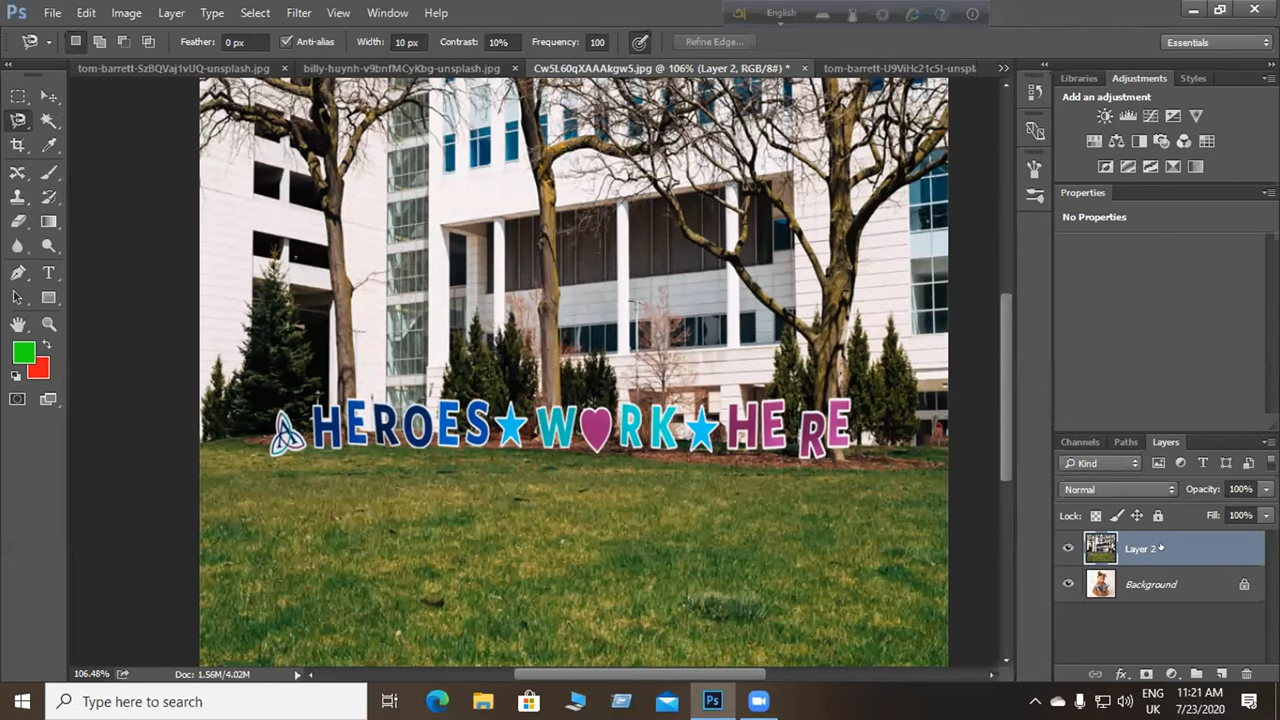 Ps File Edit Image Layer Type Select Filter View Window Help
English
Feather: 0 px Anti-alias Width: 10 px Contrast: 10% Frequency: 100 Refine Edge... Essentials
tom-barrett-SzBQVaj1vUQ-unsplash.jpg × billy-huynh-v9bnfMCyKbg-unsplash.jpg × Cw5L60qXAAAkgw5.jpg @ 106% (Layer 2, RGB/8#) * × tom-barrett-U9ViHc21cSI-unspl
Libraries Adjustments Styles
Add an adjustment
Properties
No Properties
HEROES★W♥RK★HERE
Channels Paths Layers
Kind
Normal Opacity: 100%
Lock: Fill: 100%
Layer 2
Background
106.48% Doc: 1.56M/4.02M
Type here to search
ENG
UK
11:21 AM
7/23/2020